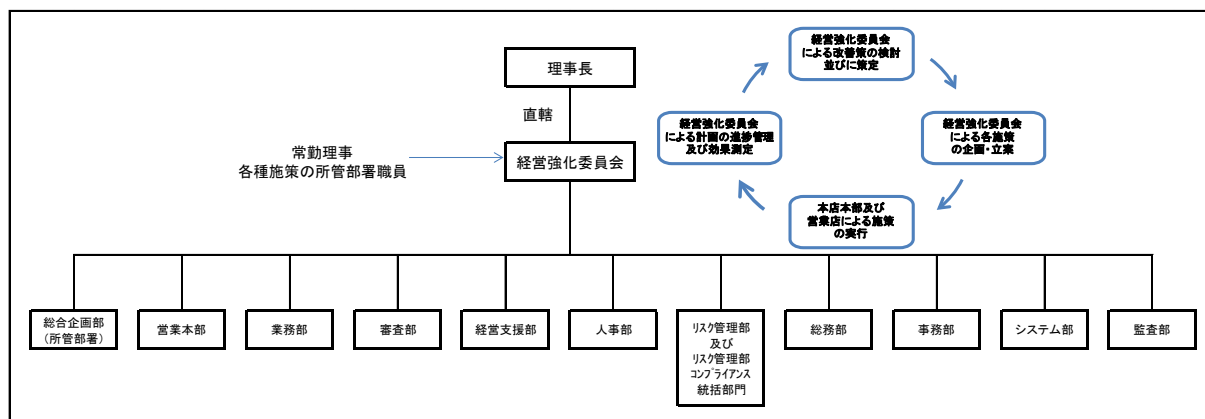 理事長
直轄
常勤理事
各種施策の所管部署職員
経営強化委員会
経営強化委員会
による改善策の検討
並びに策定
経営強化委員会
による各施策
の企画・立案
本店本部及び
営業店による施策
の実行
経営強化委員会
による計画の進捗管理
及び効果測定
総合企画部
（所管部署）
営業本部
業務部
審査部
経営支援部
人事部
リスク管理部
及び
リスク管理部
コンプライアンス
統括部門
総務部
事務部
システム部
監査部